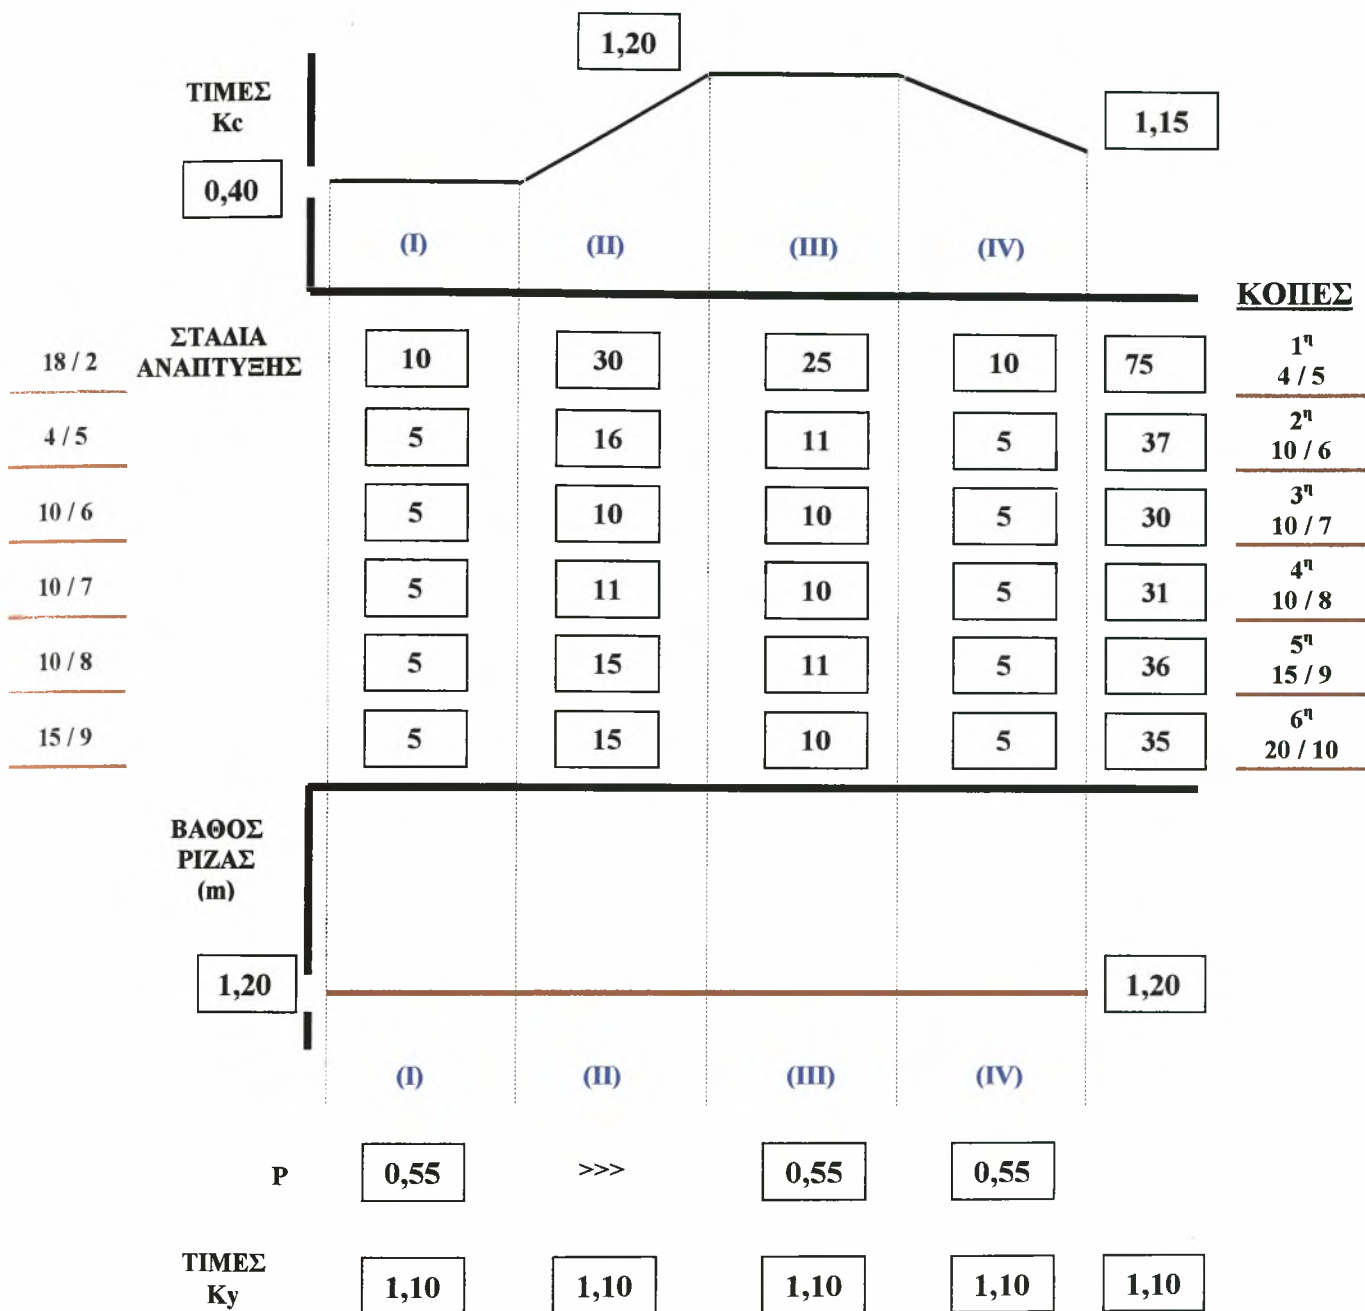 1,20
ΤΙΜΕΣ
Kc
1,15
0,40
(I) (II) (III) (IV)
ΚΟΠΕΣ
18 / 2 ΣΤΑΔΙΑ ΑΝΑΠΤΥΞΗΣ 10 30 25 10 75 1η 4 / 5
4 / 5 5 16 11 5 37 2η 10 / 6
10 / 6 5 10 10 5 30 3η 10 / 7
10 / 7 5 11 10 5 31 4η 10 / 8
10 / 8 5 15 11 5 36 5η 15 / 9
15 / 9 5 15 10 5 35 6η 20 / 10
ΒΑΘΟΣ
ΡΙΖΑΣ
(m)
1,20 1,20
(I) (II) (III) (IV)
P 0,55 >>> 0,55 0,55
ΤΙΜΕΣ
Ky 1,10 1,10 1,10 1,10 1,10